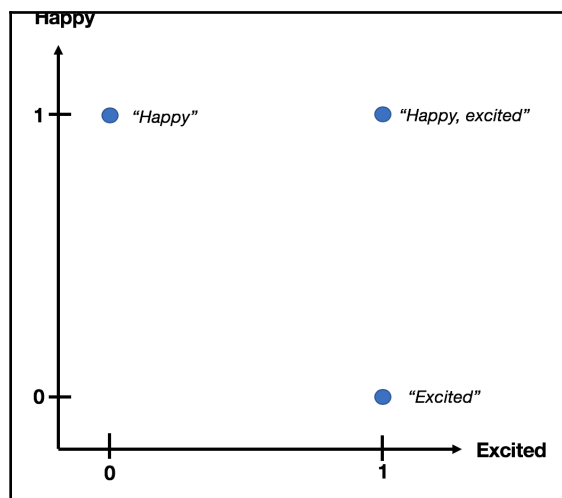 Happy
1
“Happy”
“Happy, excited”
0
“Excited”
Excited
0
1